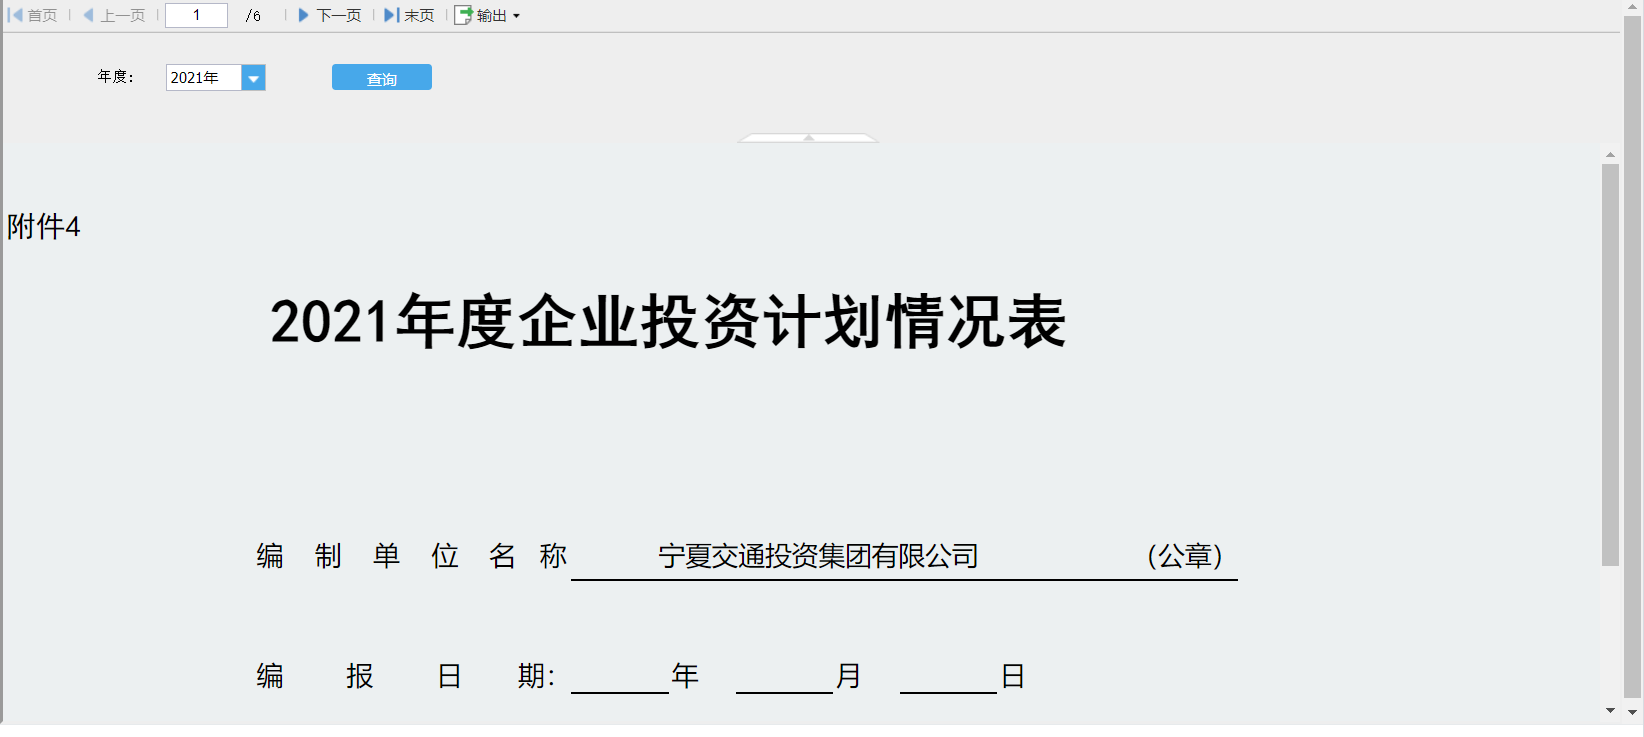 首页 上一页 1 /6 下一页 末页 输出
年度： 2021年 查询
附件4
2021年度企业投资计划情况表
编制单位名称 宁夏交通投资集团有限公司 （公章）
编报日期： 年 月 日